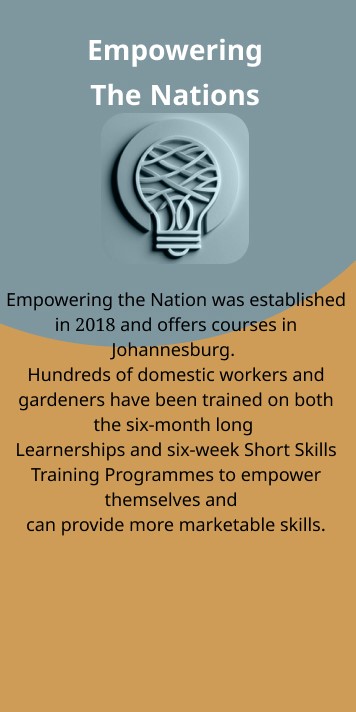 Empowering
The Nations
Empowering the Nation was established
in 2018 and offers courses in
Johannesburg.
Hundreds of domestic workers and
gardeners have been trained on both
the six-month long
Learnerships and six-week Short Skills
Training Programmes to empower
themselves and
can provide more marketable skills.